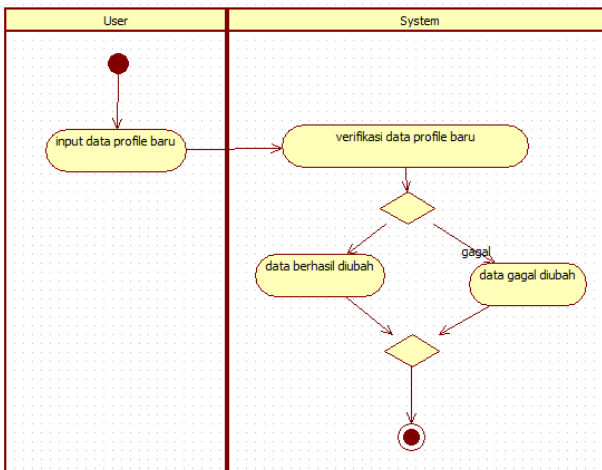 User
System
input data profile baru
verifikasi data profile baru
gagal
data berhasil diubah
data gagal diubah